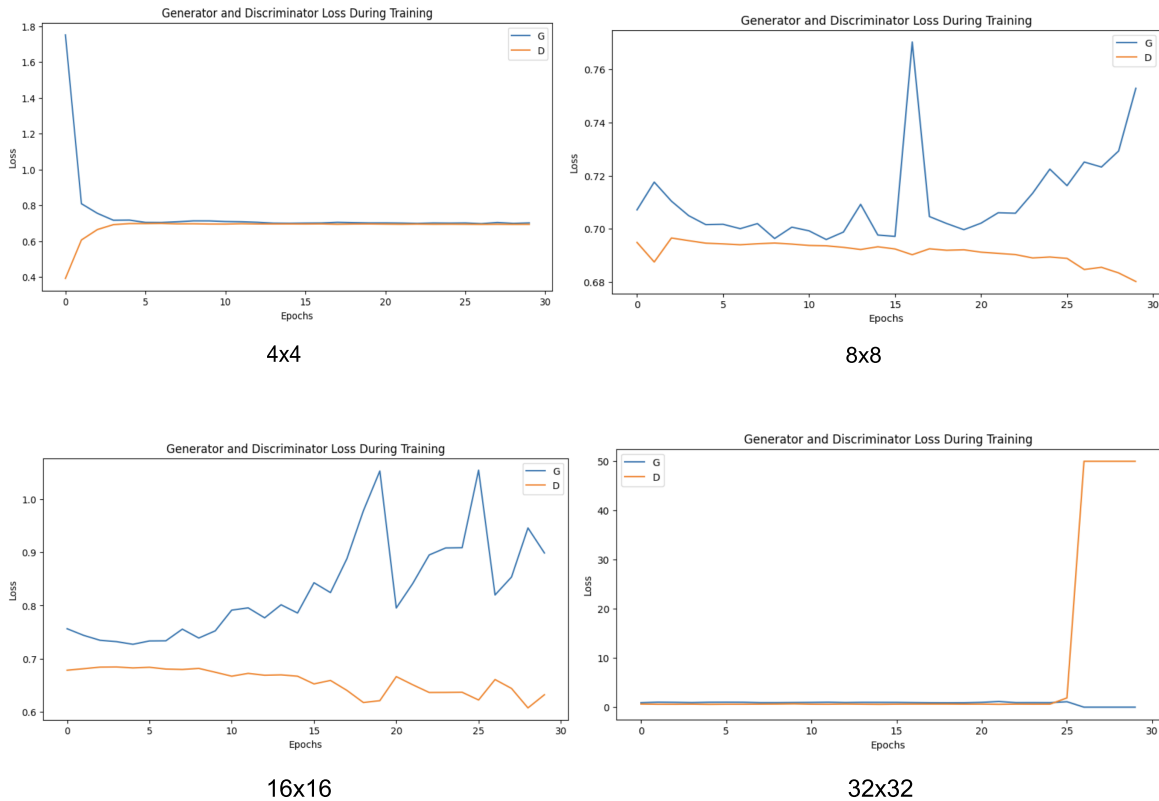 Generator and Discriminator Loss During Training
G
D
1.8
1.6
1.4
1.2
1.0
0.8
0.6
0.4
Loss
0 5 10 15 20 25 30
Epochs
4x4
Generator and Discriminator Loss During Training
G
D
0.76
0.74
0.72
0.70
0.68
Loss
0 5 10 15 20 25 30
Epochs
8x8
Generator and Discriminator Loss During Training
G
D
1.0
0.9
0.8
0.7
0.6
Loss
0 5 10 15 20 25 30
Epochs
16x16
Generator and Discriminator Loss During Training
G
D
50
40
30
20
10
0
Loss
0 5 10 15 20 25 30
Epochs
32x32